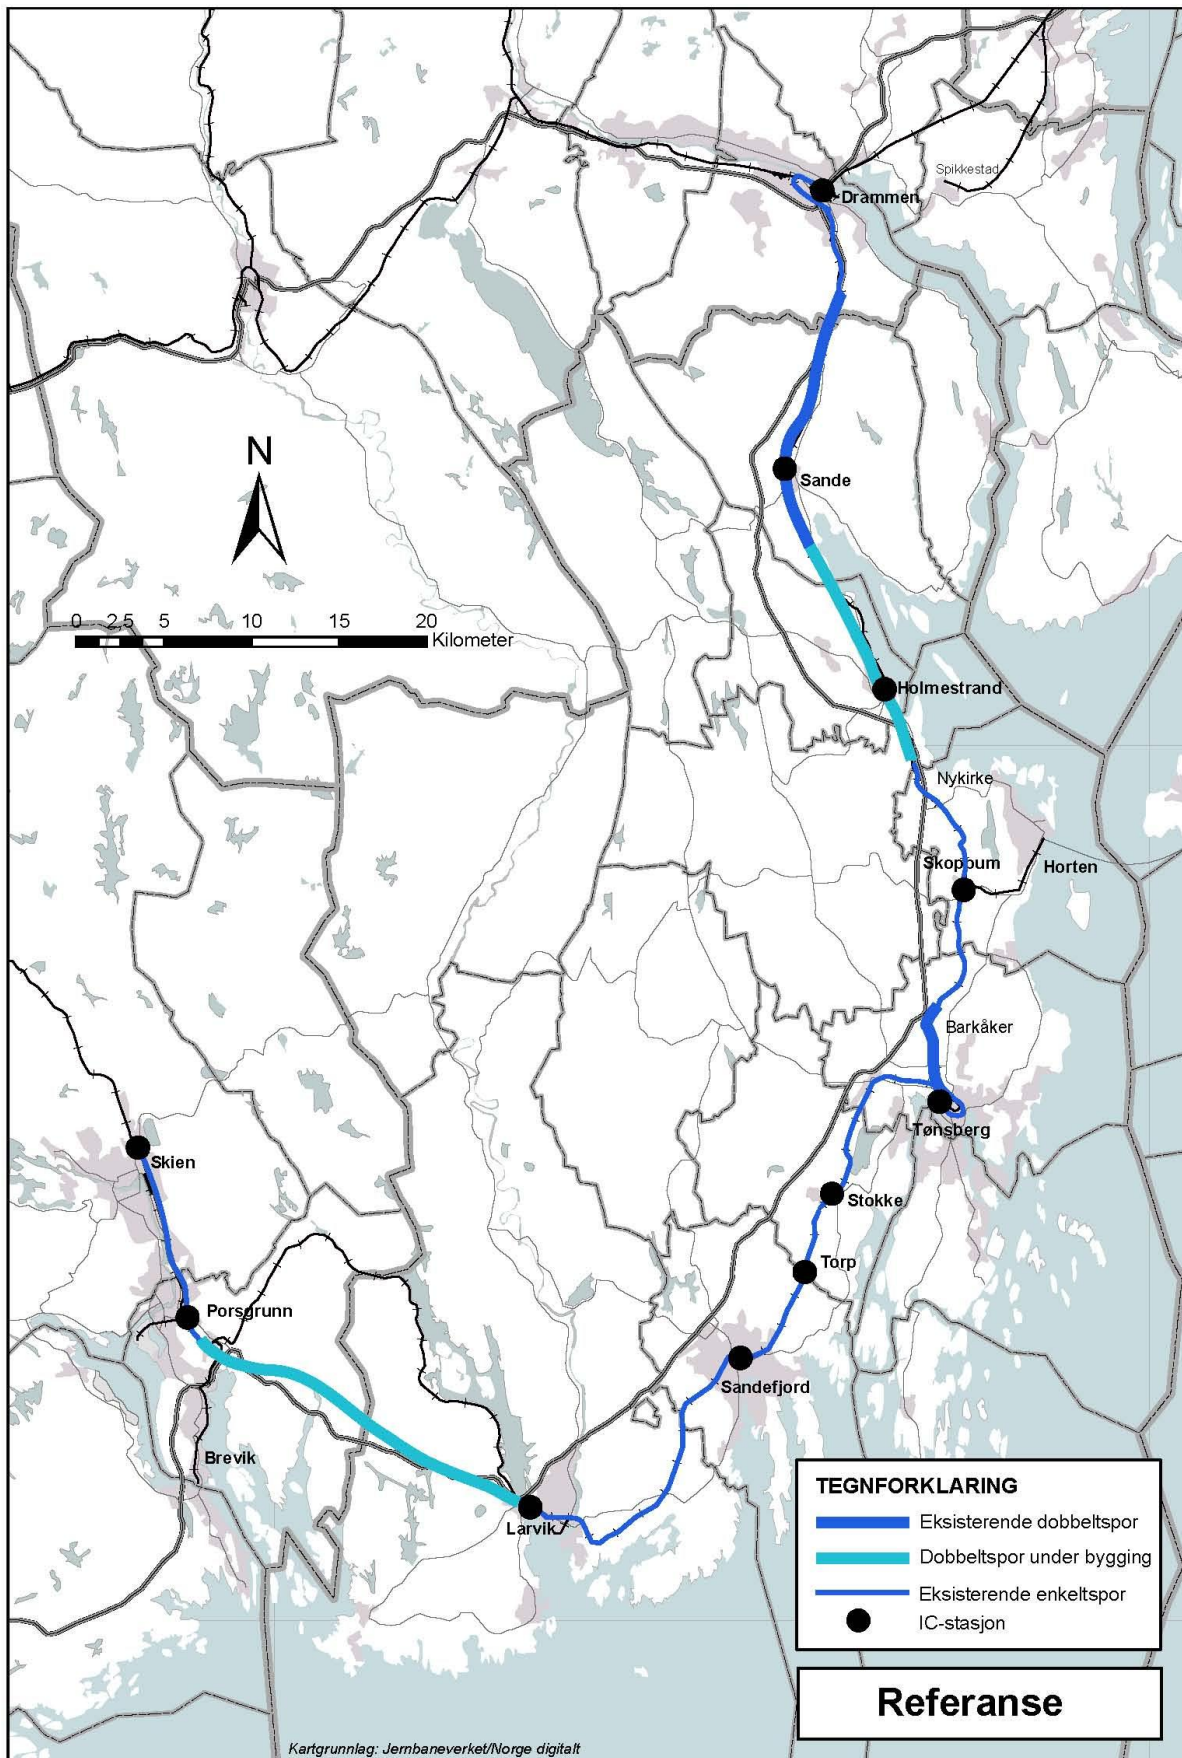 Spikkestad
Drammen
N
Sande
0 2,5 5 10 15 20
Kilometer
Holmestrand
Nykirke
Skoppum
Horten
Barkåker
Tønsberg
Skien
Stokke
Torp
Porsgrunn
Sandefjord
Brevik
Larvik
TEGNFORKLARING
Eksisterende dobbeltspor
Dobbeltspor under bygging
Eksisterende enkeltspor
IC-stasjon
Referanse
Kartgrunnlag: Jernbaneverket/Norge digitalt